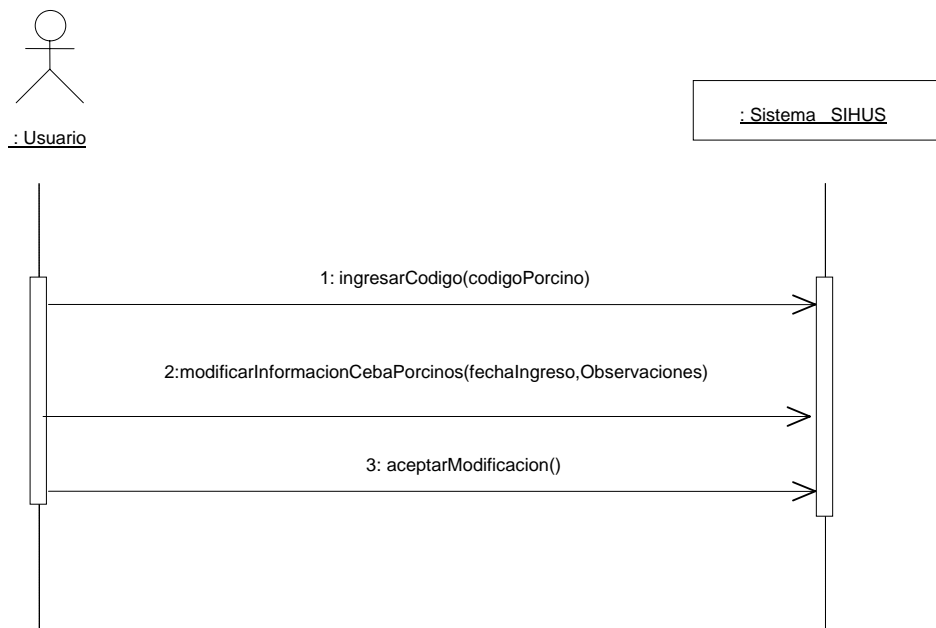 : Usuario
: Sistema SIHUS
1: ingresarCodigo(codigoPorcino)
2:modificarInformacionCebaPorcinos(fechaIngreso,Observaciones)
3: aceptarModificacion()